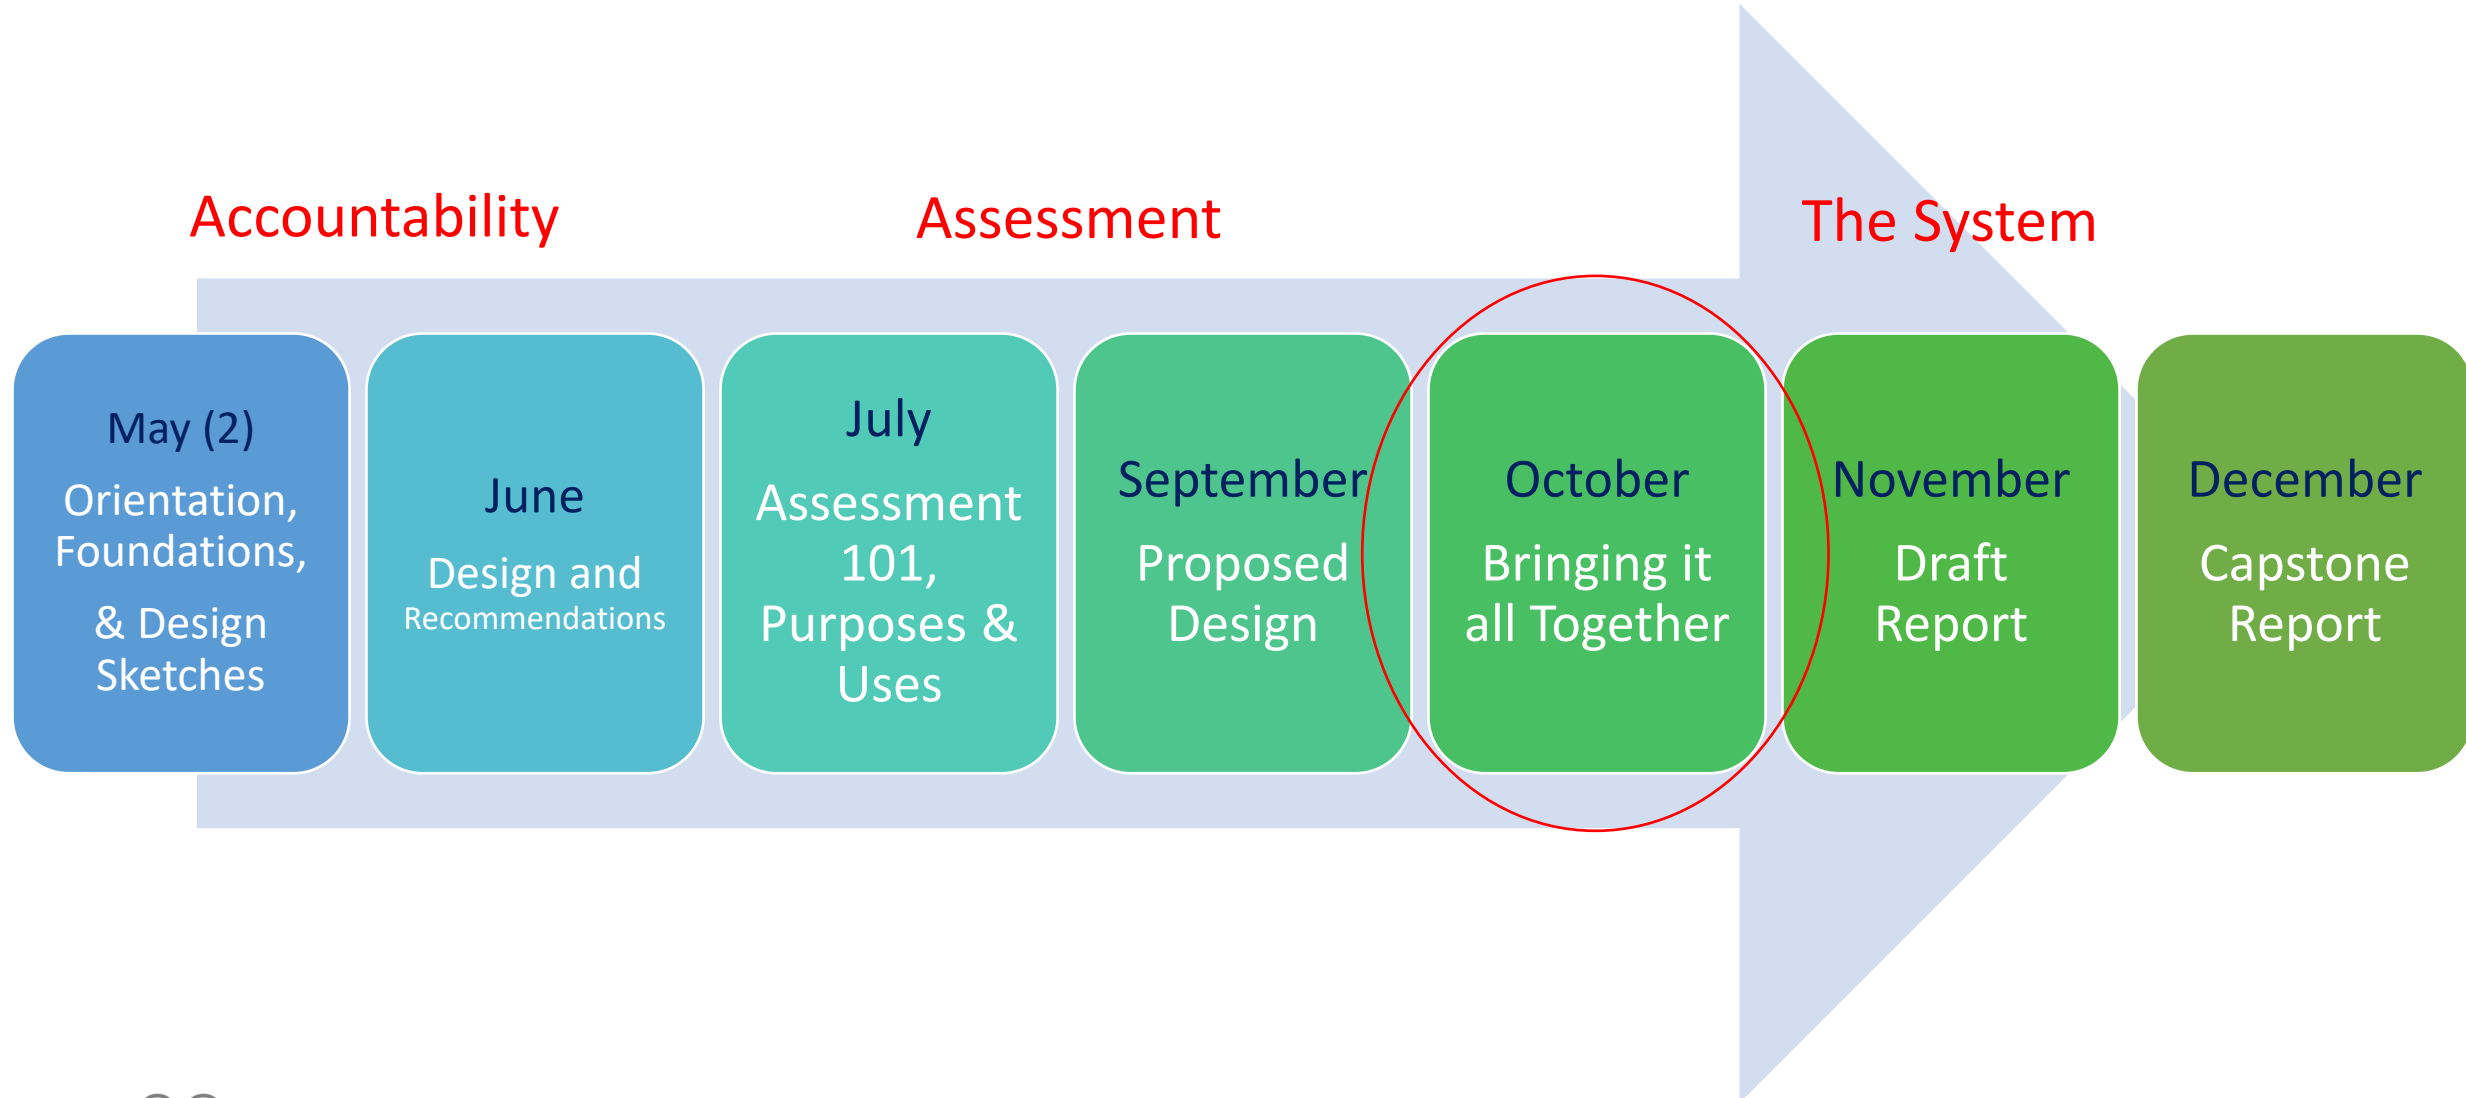 Accountability
Assessment
The System
May (2)
Orientation,
Foundations,
& Design
Sketches
June
Design and
Recommendations
July
Assessment
101,
Purposes &
Uses
September
Proposed
Design
October
Bringing it
all Together
November
Draft
Report
December
Capstone
Report